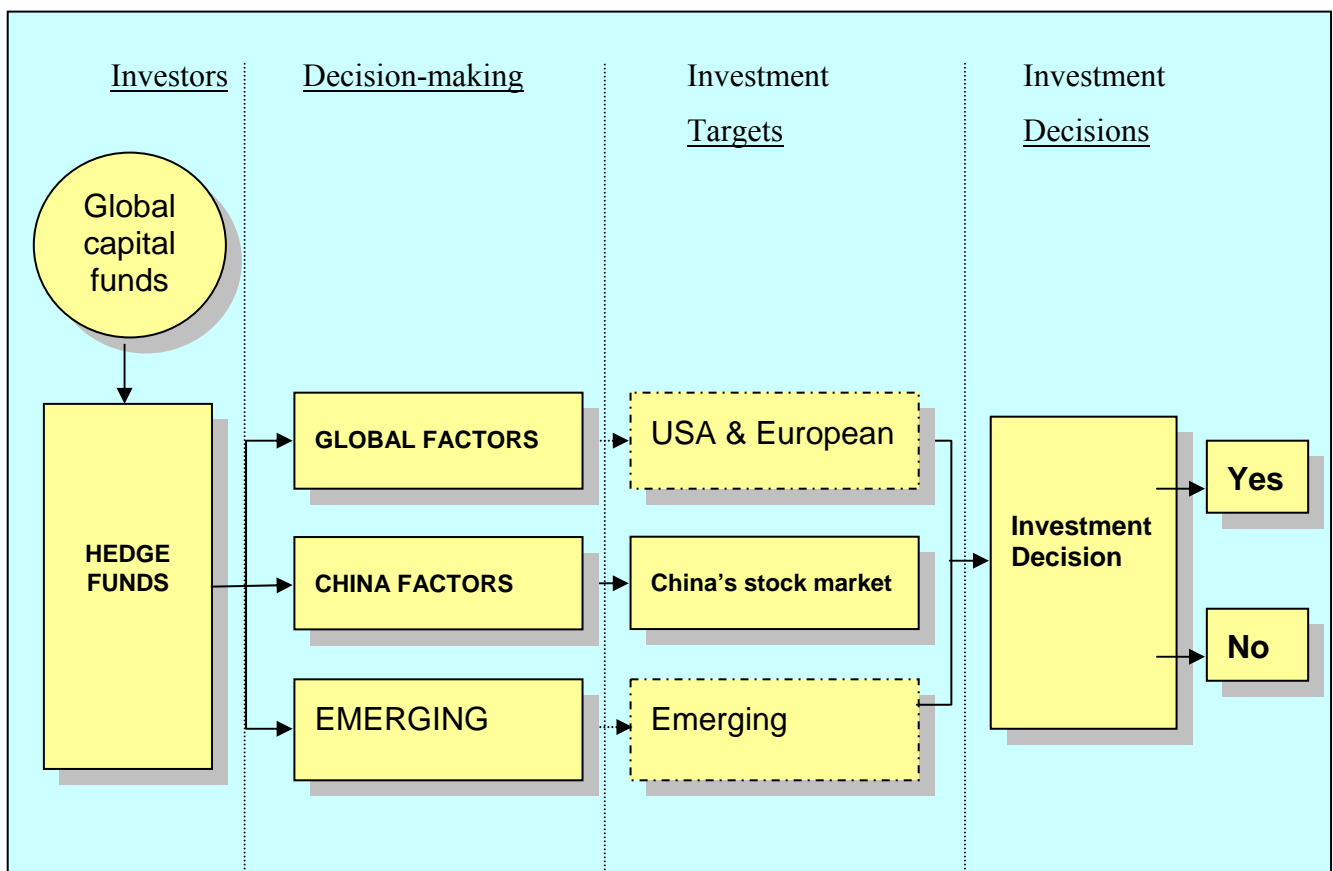 Investors
Decision-making
Investment
Targets
Investment
Decisions
Global
capital
funds
HEDGE
FUNDS
GLOBAL FACTORS
CHINA FACTORS
EMERGING
USA & European
China’s stock market
Emerging
Investment
Decision
Yes
No